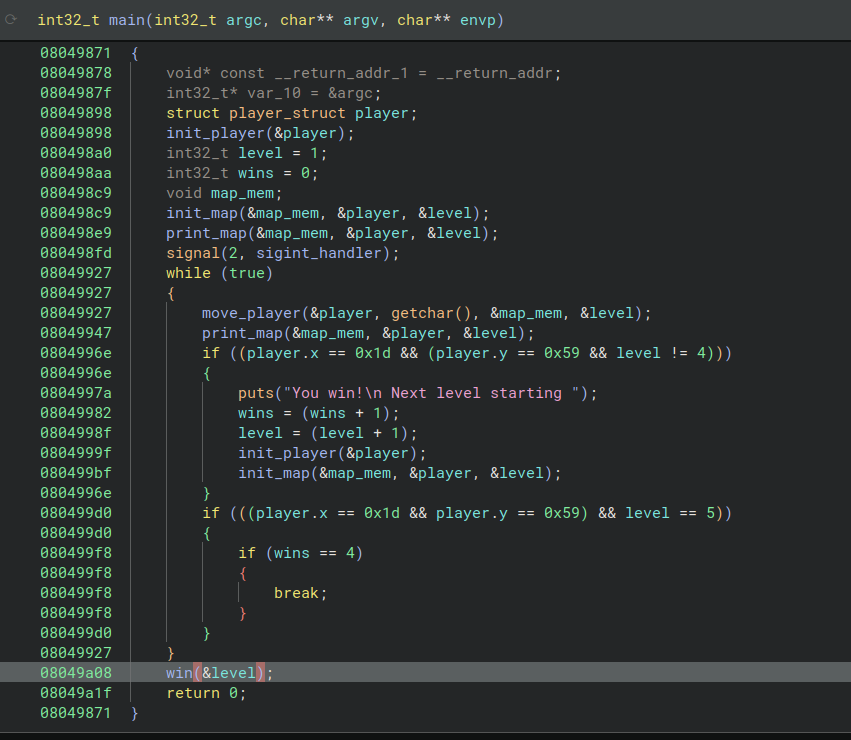 int32_t main(int32_t argc, char** argv, char** envp)
08049871 {
08049878 void* const __return_addr_1 = __return_addr;
0804987f int32_t* var_10 = &argc;
08049898 struct player_struct player;
08049898 init_player(&player);
080498a0 int32_t level = 1;
080498aa int32_t wins = 0;
080498c9 void map_mem;
080498c9 init_map(&map_mem, &player, &level);
080498e9 print_map(&map_mem, &player, &level);
080498fd signal(2, sigint_handler);
08049927 while (true)
08049927 {
08049927 move_player(&player, getchar(), &map_mem, &level);
08049947 print_map(&map_mem, &player, &level);
0804996e if ((player.x == 0x1d && (player.y == 0x59 && level != 4)))
0804996e {
0804997a puts("You win!\n Next level starting ");
08049982 wins = (wins + 1);
0804998f level = (level + 1);
0804999f init_player(&player);
080499bf init_map(&map_mem, &player, &level);
0804996e }
080499d0 if (((player.x == 0x1d && player.y == 0x59) && level == 5))
080499d0 {
080499f8 if (wins == 4)
080499f8 {
080499f8 break;
080499f8 }
080499d0 }
08049927 }
08049a08 win(&level);
08049a1f return 0;
08049871 }